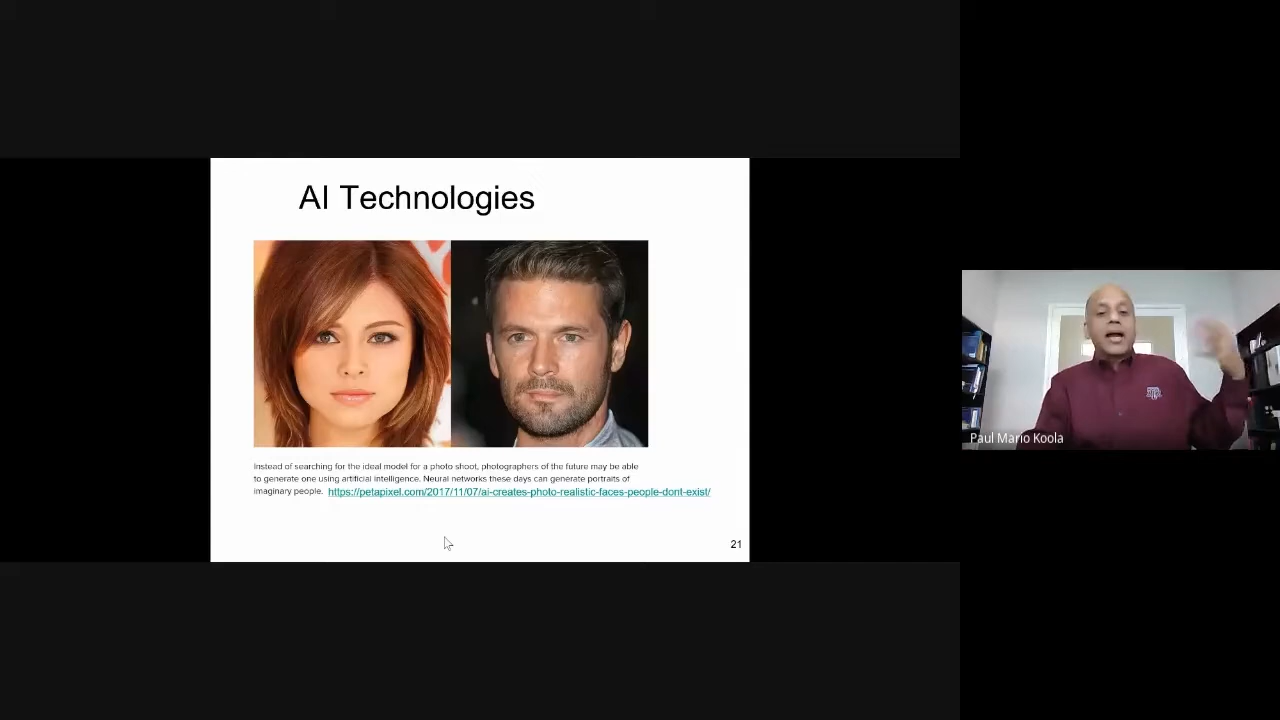 AI Technologies
Instead of searching for the ideal model for a photo shoot, photographers of the future may be able
to generate one using artificial intelligence. Neural networks these days can generate portraits of
imaginary people. https://petapixel.com/2017/11/07/ai-creates-photo-realistic-faces-people-dont-exist/
21
Paul Mario Koola